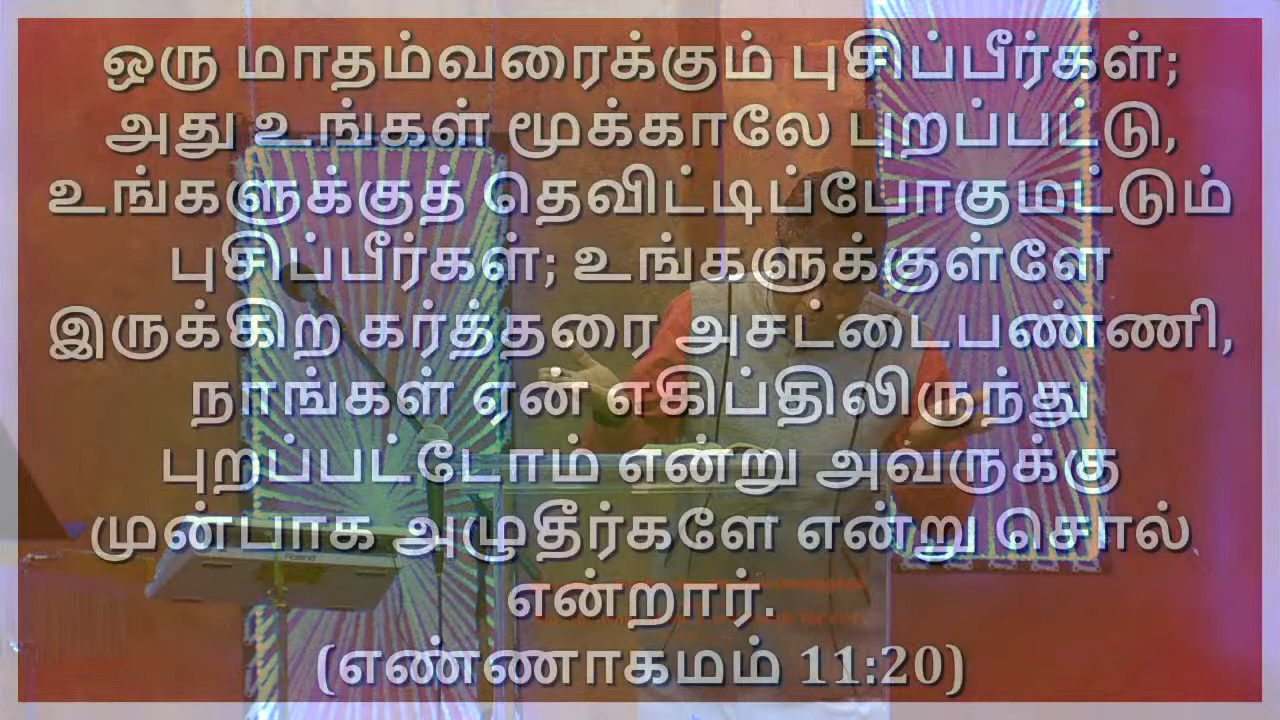 ஒரு மாதம்வரைக்கும் புசிப்பீர்கள்;
அது உங்கள் மூக்காலே புறப்பட்டு,
உங்களுக்குத் தெவிட்டிப்போகுமட்டும்
புசிப்பீர்கள்; உங்களுக்குள்ளே
இருக்கிற கர்த்தரை அசட்டைபண்ணி,
நாங்கள் ஏன் எகிப்திலிருந்து
புறப்பட்டோம் என்று அவருக்கு
முன்பாக அழுதீர்களே என்று சொல்
என்றார்.
(எண்ணாகமம் 11:20)
Roland